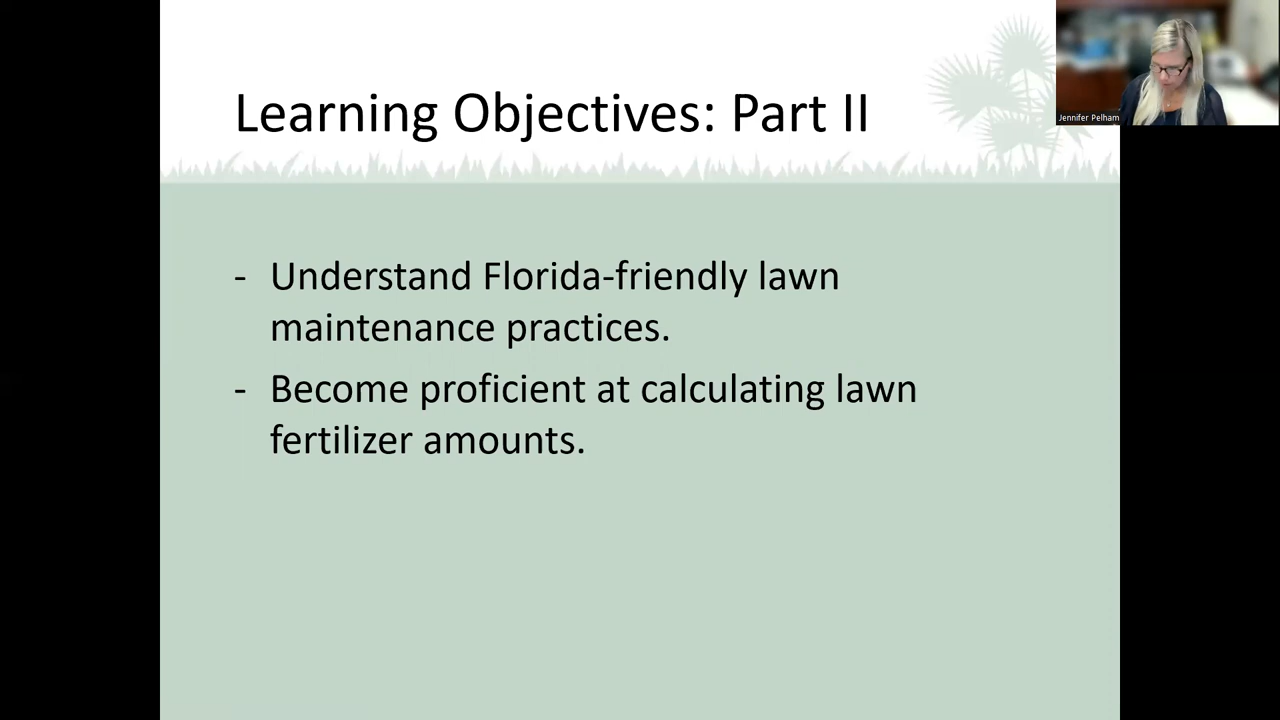 Learning Objectives: Part II
Jennifer Pelham
- Understand Florida-friendly lawn
maintenance practices.
- Become proficient at calculating lawn
fertilizer amounts.